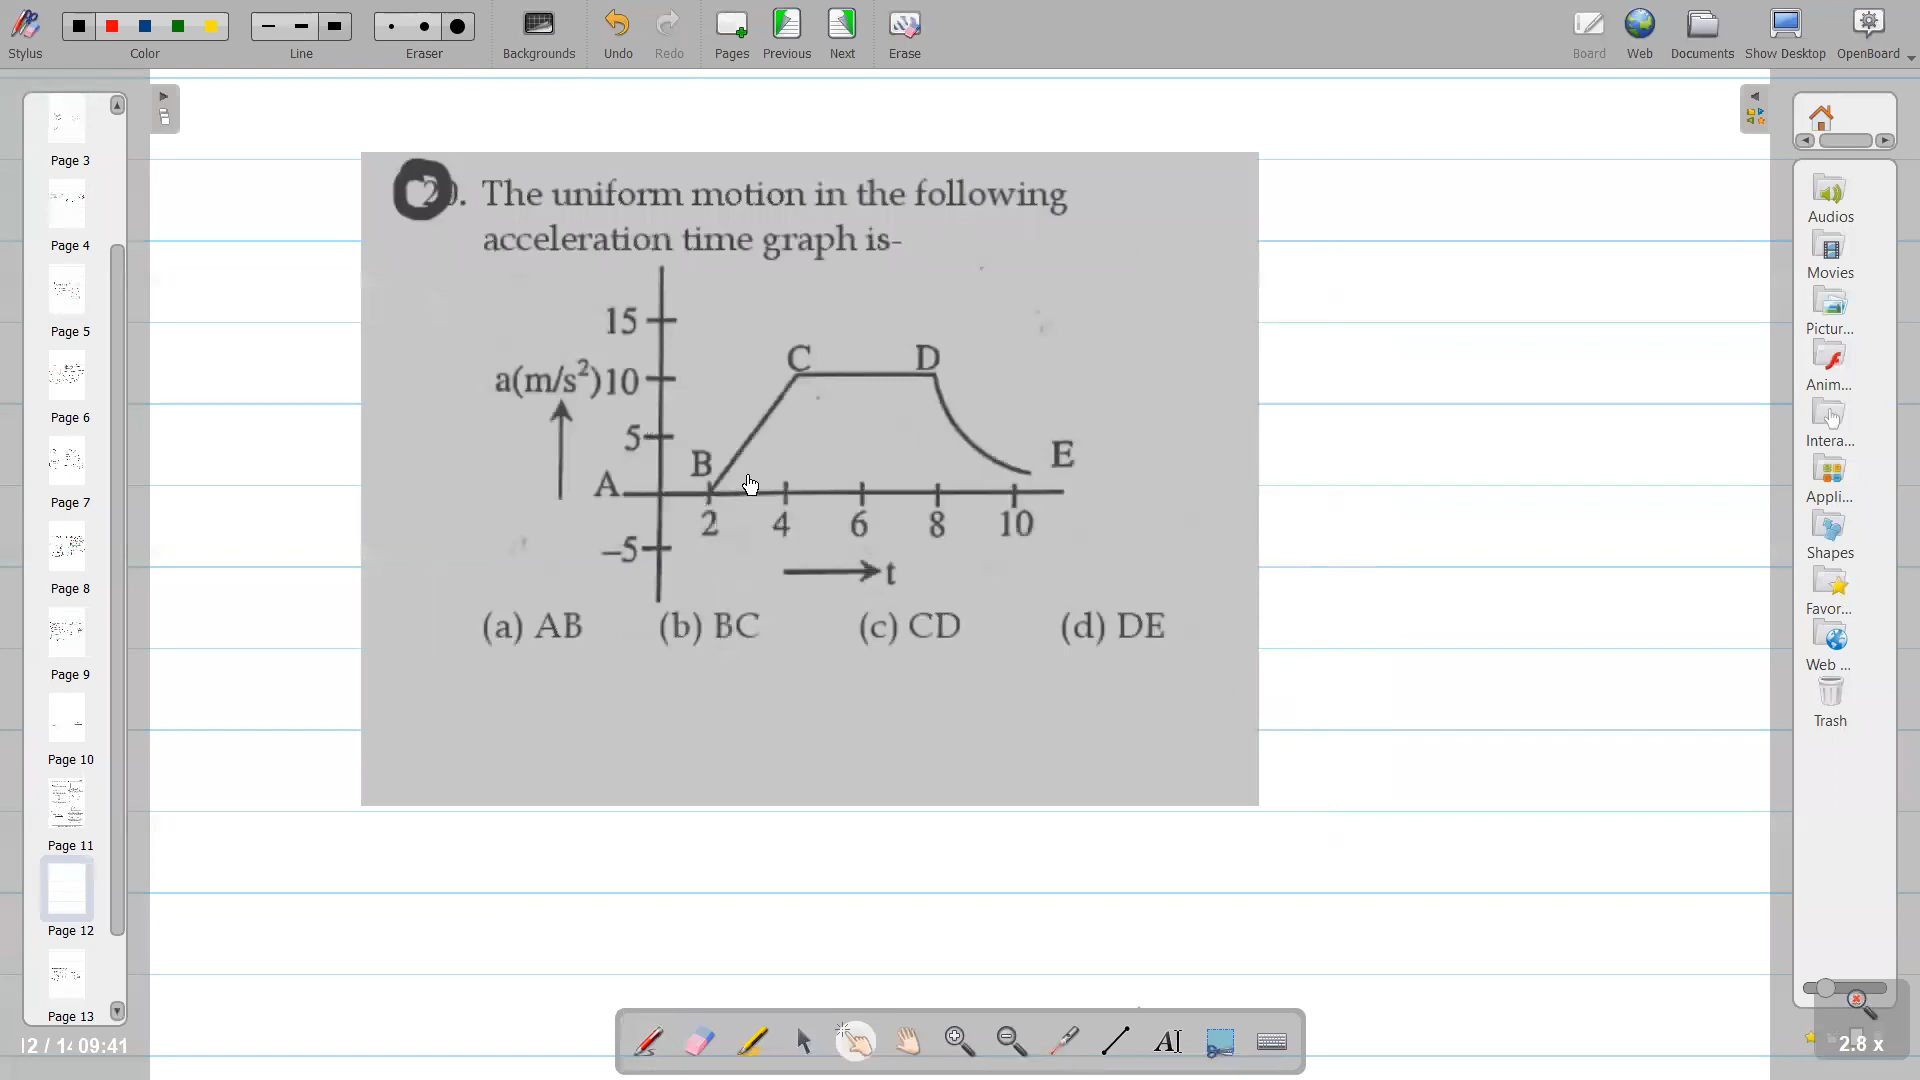 Stylus
Color
Line
Eraser
Backgrounds
Undo
Redo
Pages
Previous
Next
Erase
Board
Web
Documents
Show Desktop
OpenBoard
Page 3
Page 4
Page 5
Page 6
Page 7
Page 8
Page 9
Page 10
Page 11
Page 12
Page 13
09:41
The uniform motion in the following
acceleration time graph is-
15
a(m/s²)10
5
-5
A
B
C
D
E
2 4 6 8 10
t
(a) AB (b) BC (c) CD (d) DE
Audios
Movies
Pictur...
Anim...
Intera...
Appli...
Shapes
Favor...
Web ...
Trash
2.8 x